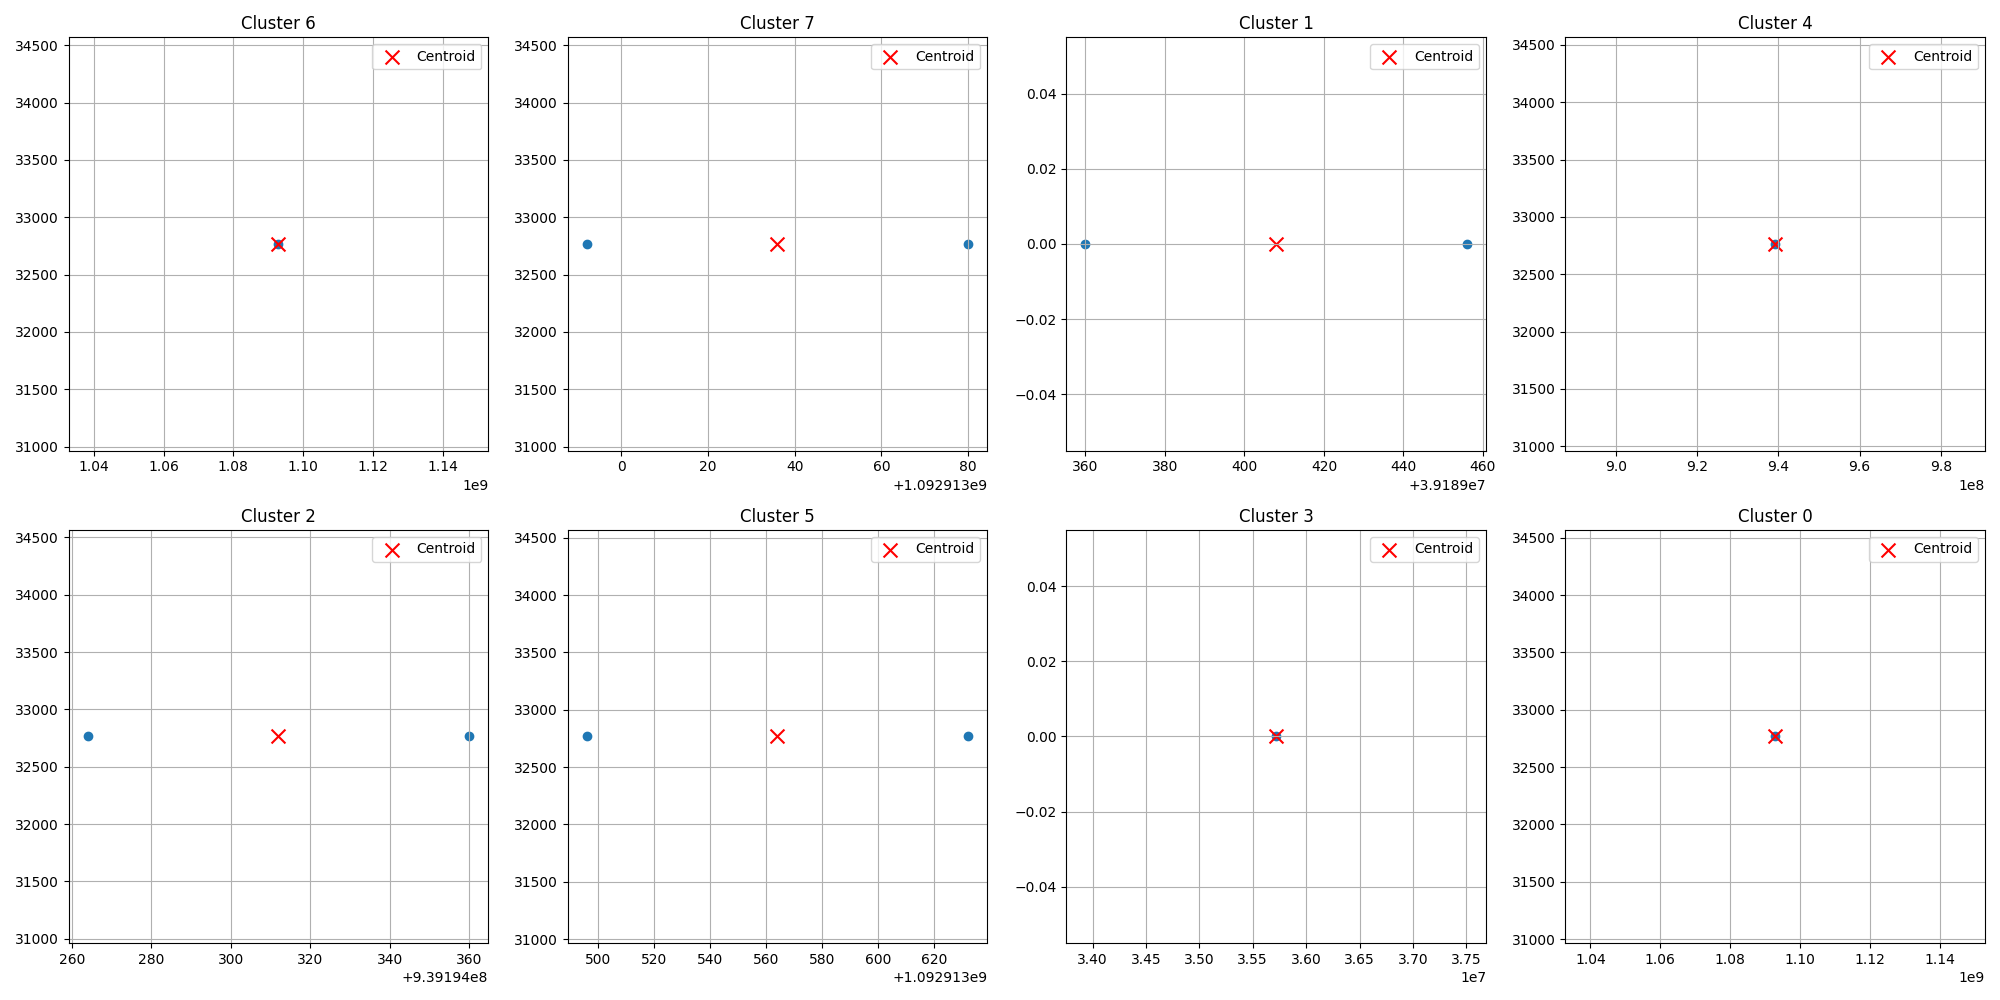 Cluster 6
Centroid
34500
34000
33500
33000
32500
32000
31500
31000
1.04 1.06 1.08 1.10 1.12 1.14
1e9
Cluster 7
Centroid
34500
34000
33500
33000
32500
32000
31500
31000
0 20 40 60 80
+1.092913e9
Cluster 1
Centroid
0.04
0.02
0.00
−0.02
−0.04
360 380 400 420 440 460
+3.9189e7
Cluster 4
Centroid
34500
34000
33500
33000
32500
32000
31500
31000
9.0 9.2 9.4 9.6 9.8
1e8
Cluster 2
Centroid
34500
34000
33500
33000
32500
32000
31500
31000
260 280 300 320 340 360
+9.39194e8
Cluster 5
Centroid
34500
34000
33500
33000
32500
32000
31500
31000
500 520 540 560 580 600 620
+1.092913e9
Cluster 3
Centroid
0.04
0.02
0.00
−0.02
−0.04
3.40 3.45 3.50 3.55 3.60 3.65 3.70 3.75
1e7
Cluster 0
Centroid
34500
34000
33500
33000
32500
32000
31500
31000
1.04 1.06 1.08 1.10 1.12 1.14
1e9